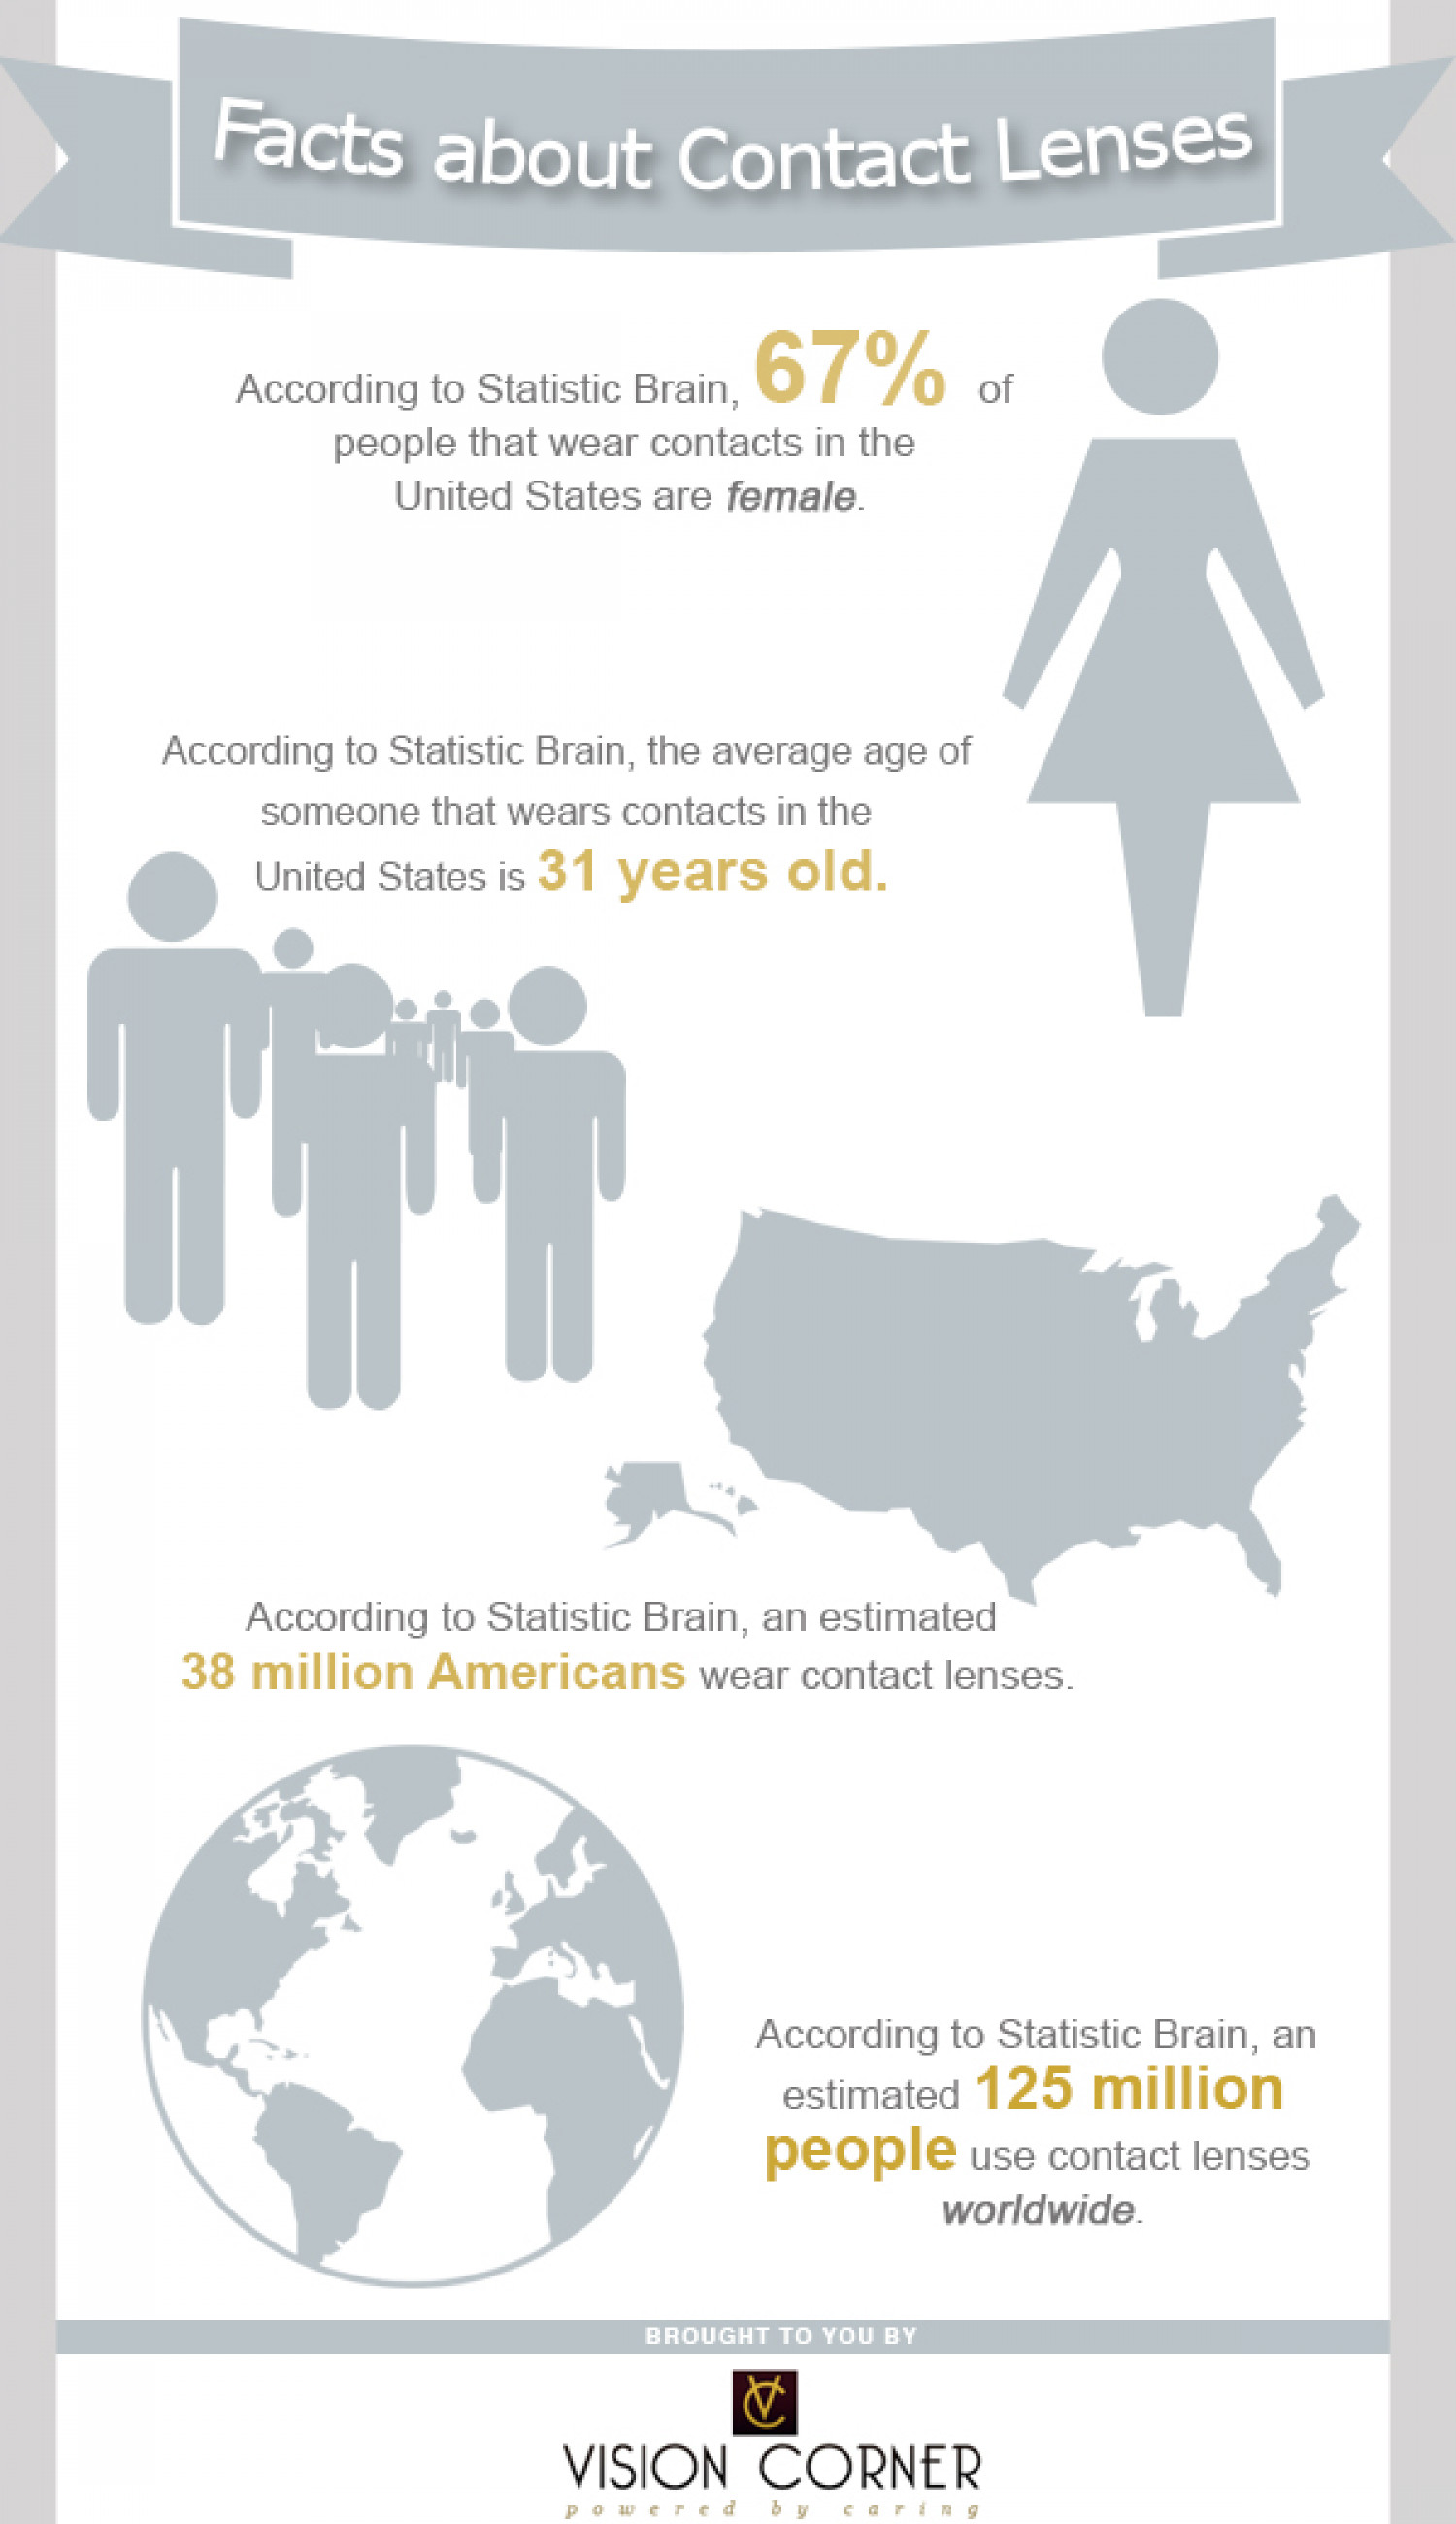 Facts about Contact Lenses
According to Statistic Brain, 67% of
people that wear contacts in the
United States are female.
According to Statistic Brain, the average age of
someone that wears contacts in the
United States is 31 years old.
According to Statistic Brain, an estimated
38 million Americans wear contact lenses.
According to Statistic Brain, an
estimated 125 million
people use contact lenses
worldwide.
BROUGHT TO YOU BY
VC
VISION CORNER
powered by caring